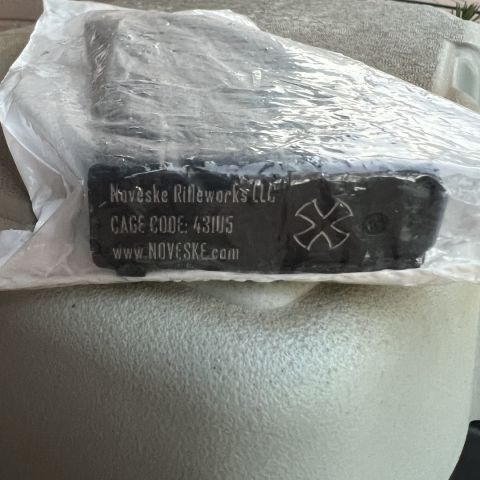 Noveske Rifleworks LLC
CAGE CODE: 431U5
www.NOVESKE.com